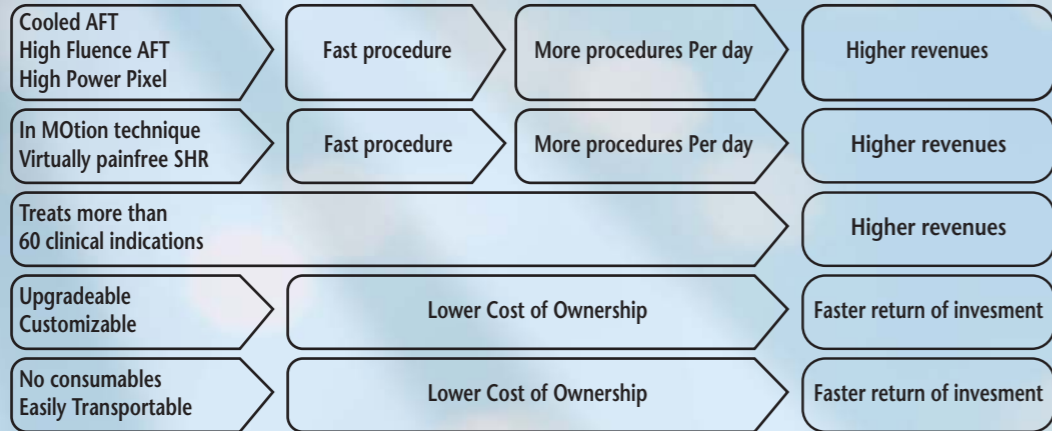 Cooled AFT
High Fluence AFT
High Power Pixel
Fast procedure
More procedures Per day
Higher revenues
In MOtion technique
Virtually painfree SHR
Fast procedure
More procedures Per day
Higher revenues
Treats more than
60 clinical indications
Higher revenues
Upgradeable
Customizable
Lower Cost of Ownership
Faster return of invesment
No consumables
Easily Transportable
Lower Cost of Ownership
Faster return of invesment